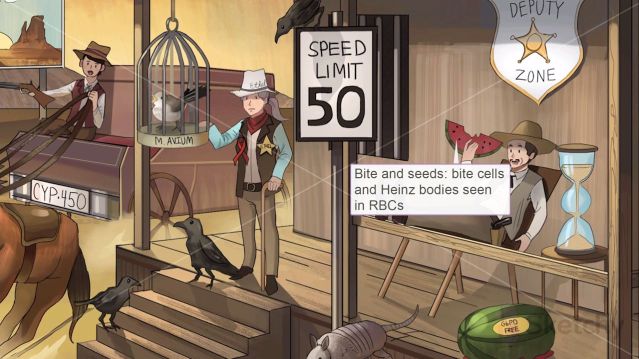 DEPUTY
ZONE
SPEED
LIMIT
50
M. AVIUM
CYP-450
Bite and seeds: bite cells
and Heinz bodies seen
in RBCs
G6PD
FREE
Sketchy